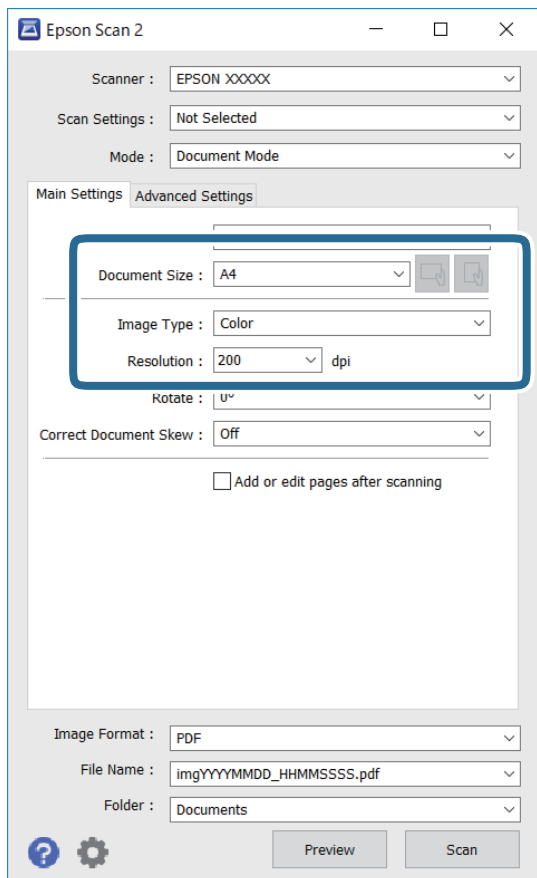 Epson Scan 2
Scanner : EPSON XXXXX
Scan Settings : Not Selected
Mode : Document Mode
Main Settings Advanced Settings
Document Size : A4
Image Type : Color
Resolution : 200 dpi
Rotate : 0°
Correct Document Skew : Off
Add or edit pages after scanning
Image Format : PDF
File Name : imgYYYYMMDD_HHMMSSSS.pdf
Folder : Documents
? Preview Scan